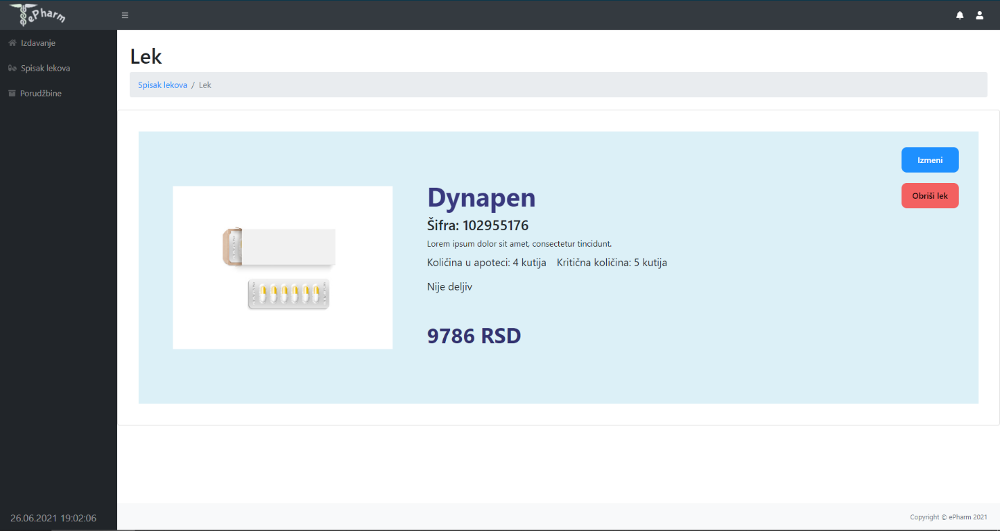 ePharm
Izdavanje
Spisak lekova
Porudžbine
26.06.2021 19:02:06
Lek
Spisak lekova / Lek
Izmeni
Obriši lek
Dynapen
Šifra: 102955176
Lorem ipsum dolor sit amet, consectetur tincidunt.
Količina u apoteci: 4 kutija Kritična količina: 5 kutija
Nije deljiv
9786 RSD
Copyright © ePharm 2021